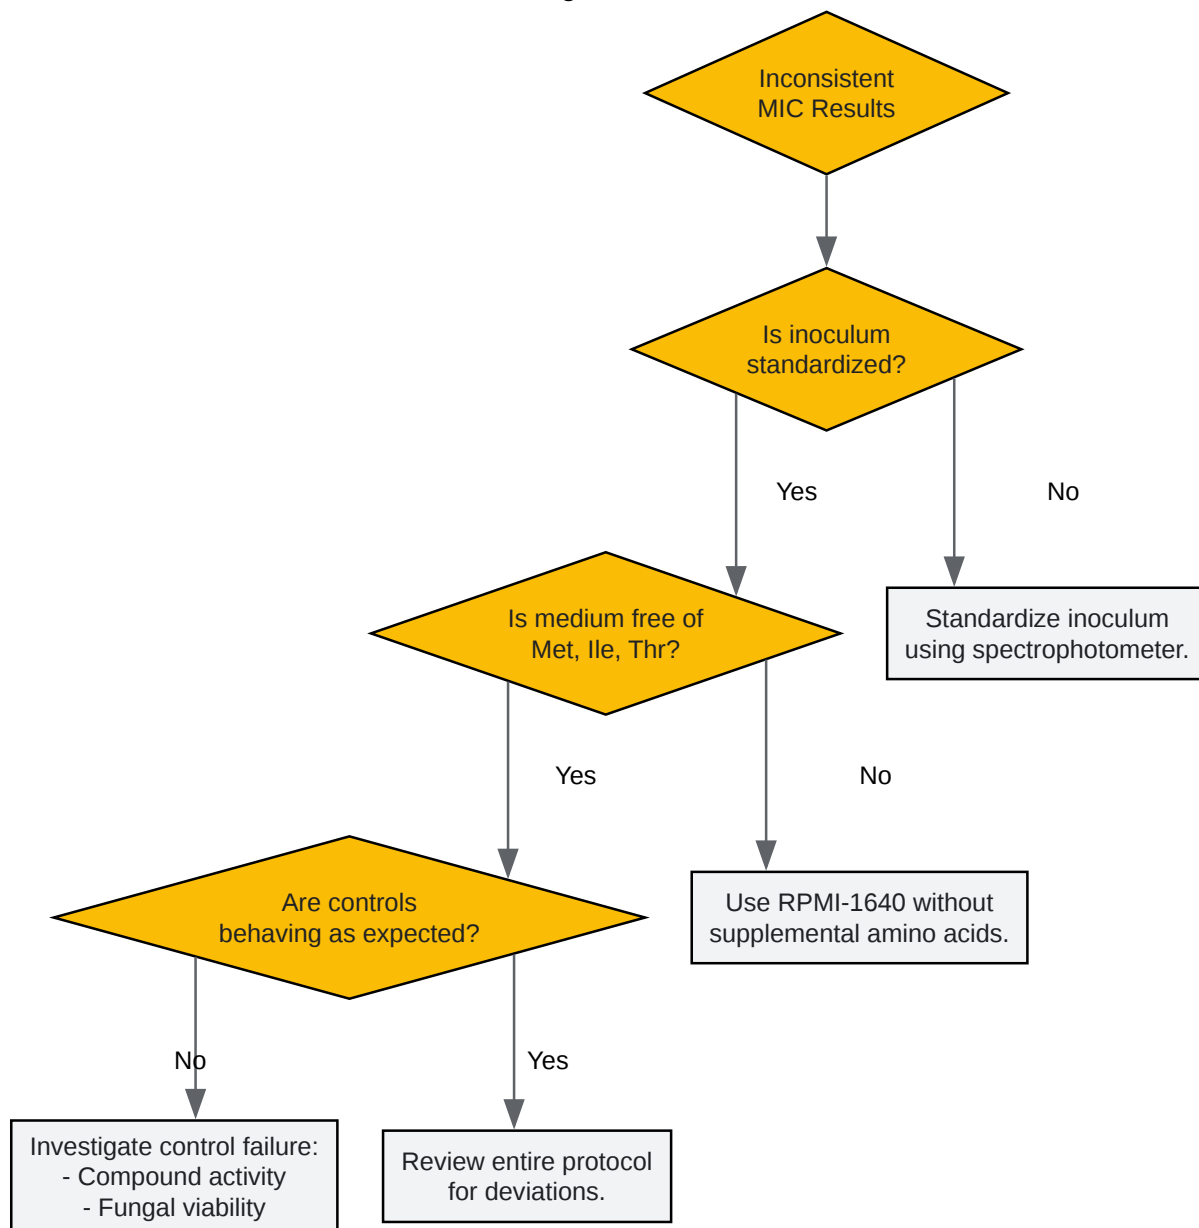 Inconsistent
MIC Results
Is inoculum
standardized?
Yes
No
Is medium free of
Met, Ile, Thr?
Standardize inoculum
using spectrophotometer.
Yes
No
Are controls
behaving as expected?
Use RPMI-1640 without
supplemental amino acids.
No
Yes
Investigate control failure:
- Compound activity
- Fungal viability
Review entire protocol
for deviations.